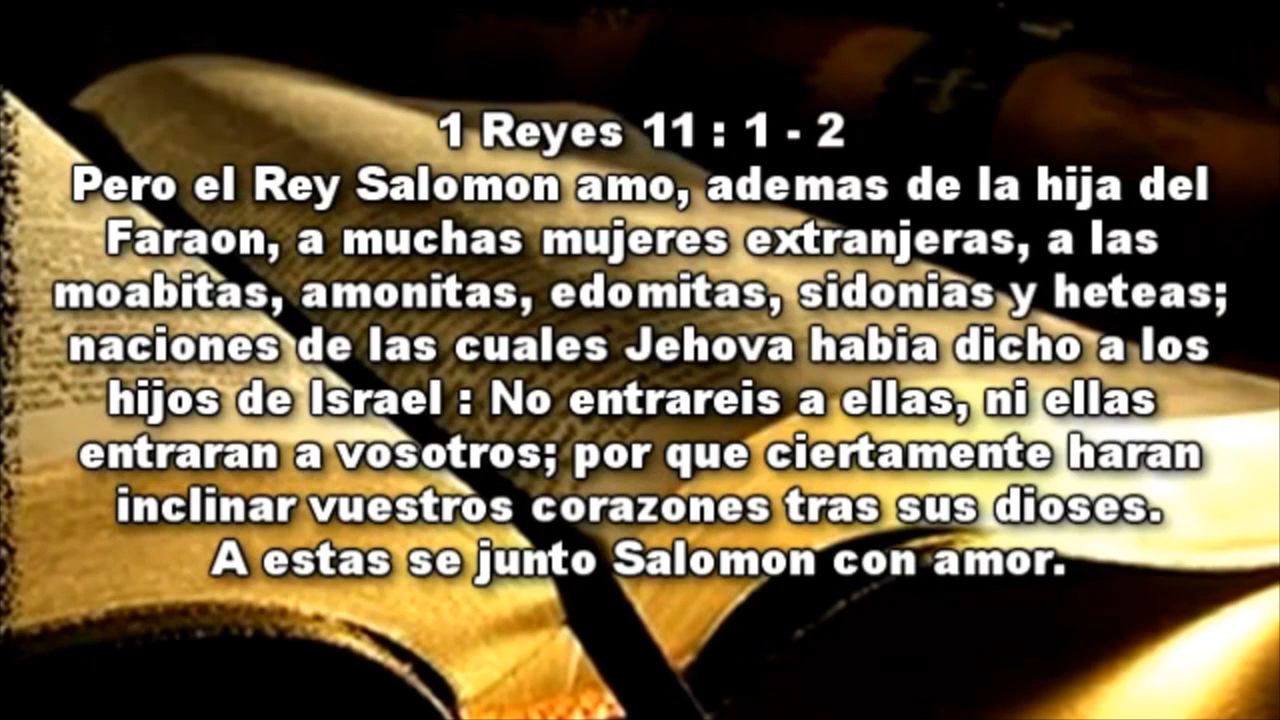 1 Reyes 11 : 1 - 2
Pero el Rey Salomon amo, ademas de la hija del
Faraon, a muchas mujeres extranjeras, a las
moabitas, amonitas, edomitas, sidonias y heteas;
naciones de las cuales Jehova habia dicho a los
hijos de Israel : No entrareis a ellas, ni ellas
entraran a vosotros; por que ciertamente haran
inclinar vuestros corazones tras sus dioses.
A estas se junto Salomon con amor.